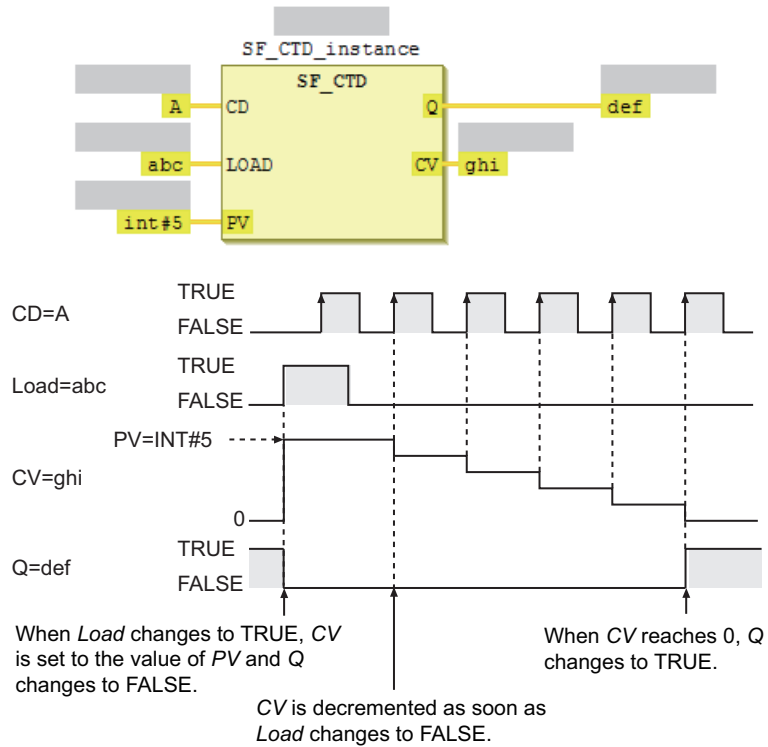 SF_CTD_instance
SF_CTD
A CD Q def
abc LOAD CV ghi
int#5 PV
CD=A
TRUE
FALSE
Load=abc
TRUE
FALSE
PV=INT#5
CV=ghi
0
Q=def
TRUE
FALSE
When Load changes to TRUE, CV
is set to the value of PV and Q
changes to FALSE.
CV is decremented as soon as
Load changes to FALSE.
When CV reaches 0, Q
changes to TRUE.